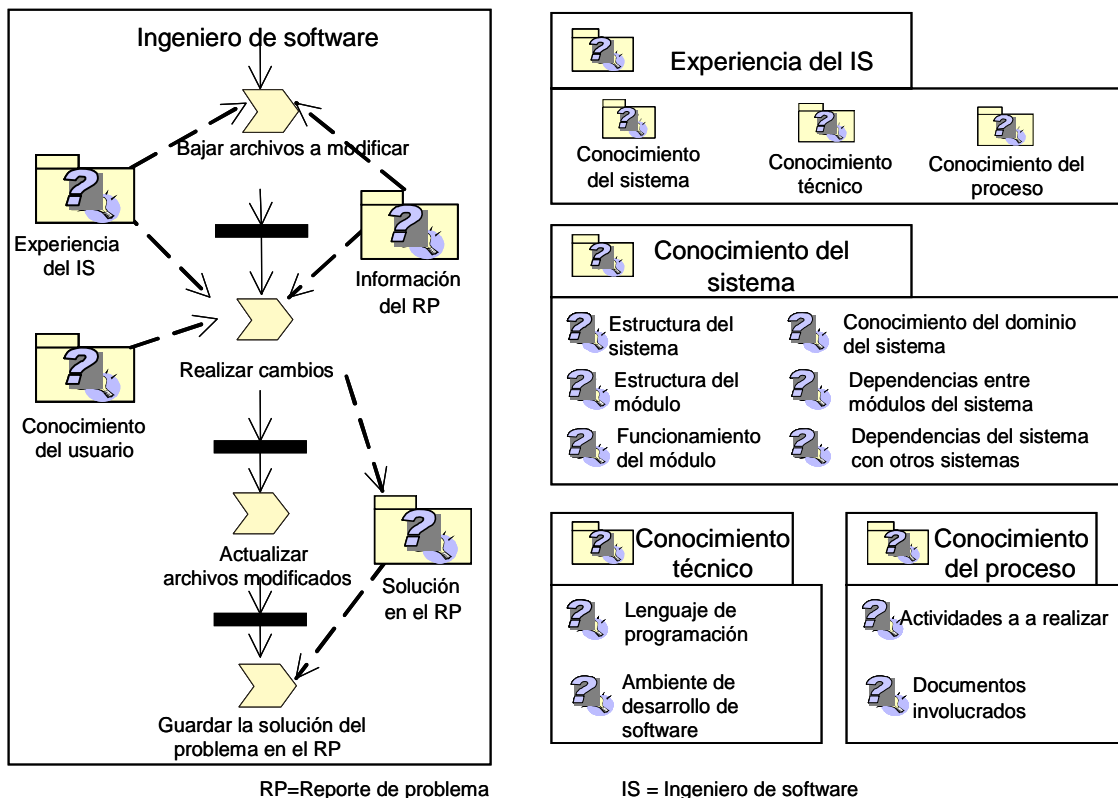 Ingeniero de software
Bajar archivos a modificar
Experiencia
del IS
Información
del RP
Realizar cambios
Conocimiento
del usuario
Actualizar
archivos modificados
Solución
en el RP
Guardar la solución del
problema en el RP
Experiencia del IS
Conocimiento
del sistema
Conocimiento
técnico
Conocimiento del
proceso
Conocimiento del
sistema
Estructura del
sistema
Conocimiento del dominio
del sistema
Estructura del
módulo
Dependencias entre
módulos del sistema
Funcionamiento
del módulo
Dependencias del sistema
con otros sistemas
Conocimiento
técnico
Lenguaje de
programación
Ambiente de
desarrollo de
software
Conocimiento
del proceso
Actividades a a realizar
Documentos
involucrados
RP=Reporte de problema
IS = Ingeniero de software